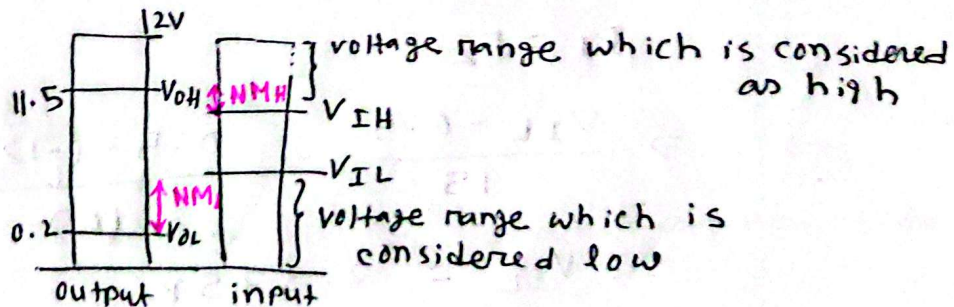 12V
voltage range which is considered
as high
11.5 VOH NMH
VIH
VIL
NM
0.2 VOL
voltage range which is
considered low
output input